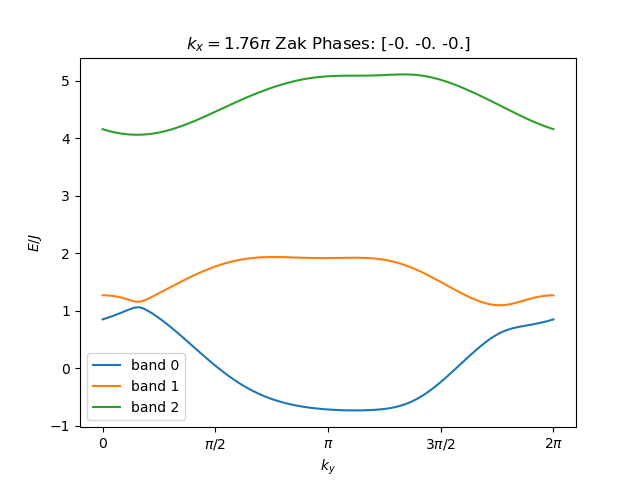 $k_x = 1.76\pi$ Zak Phases: [-0. -0. -0.]
5
4
3
2
1
0
−1
E/J
band 0
band 1
band 2
0
π/2
π
3π/2
2π
$k_y$